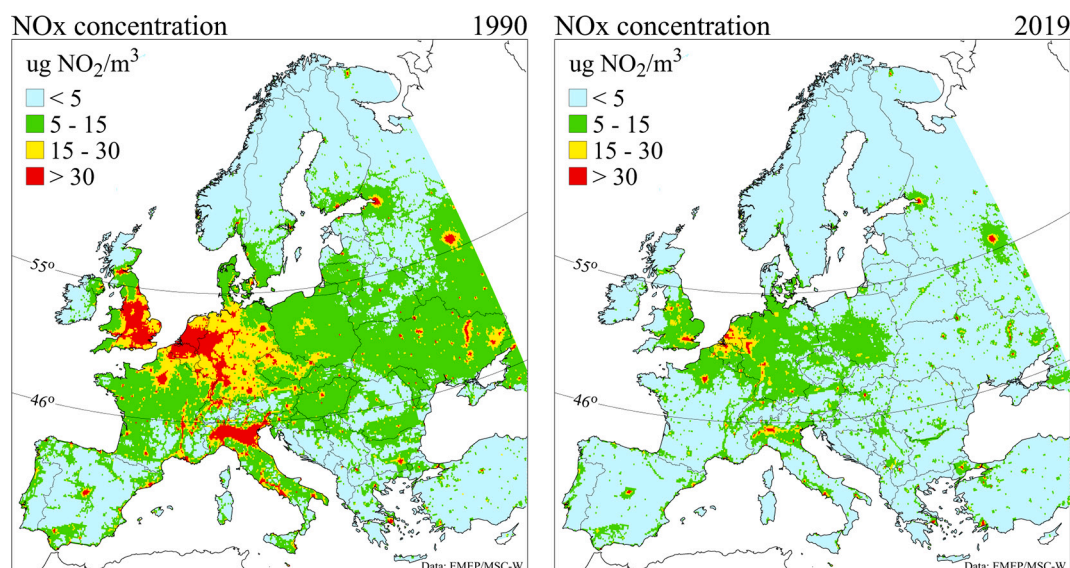 NOx concentration 1990
ug NO₂/m³
< 5
5 - 15
15 - 30
> 30
55º
46º
Data: EMEP/MSC-W
NOx concentration 2019
ug NO₂/m³
< 5
5 - 15
15 - 30
> 30
55º
46º
Data: EMEP/MSC-W